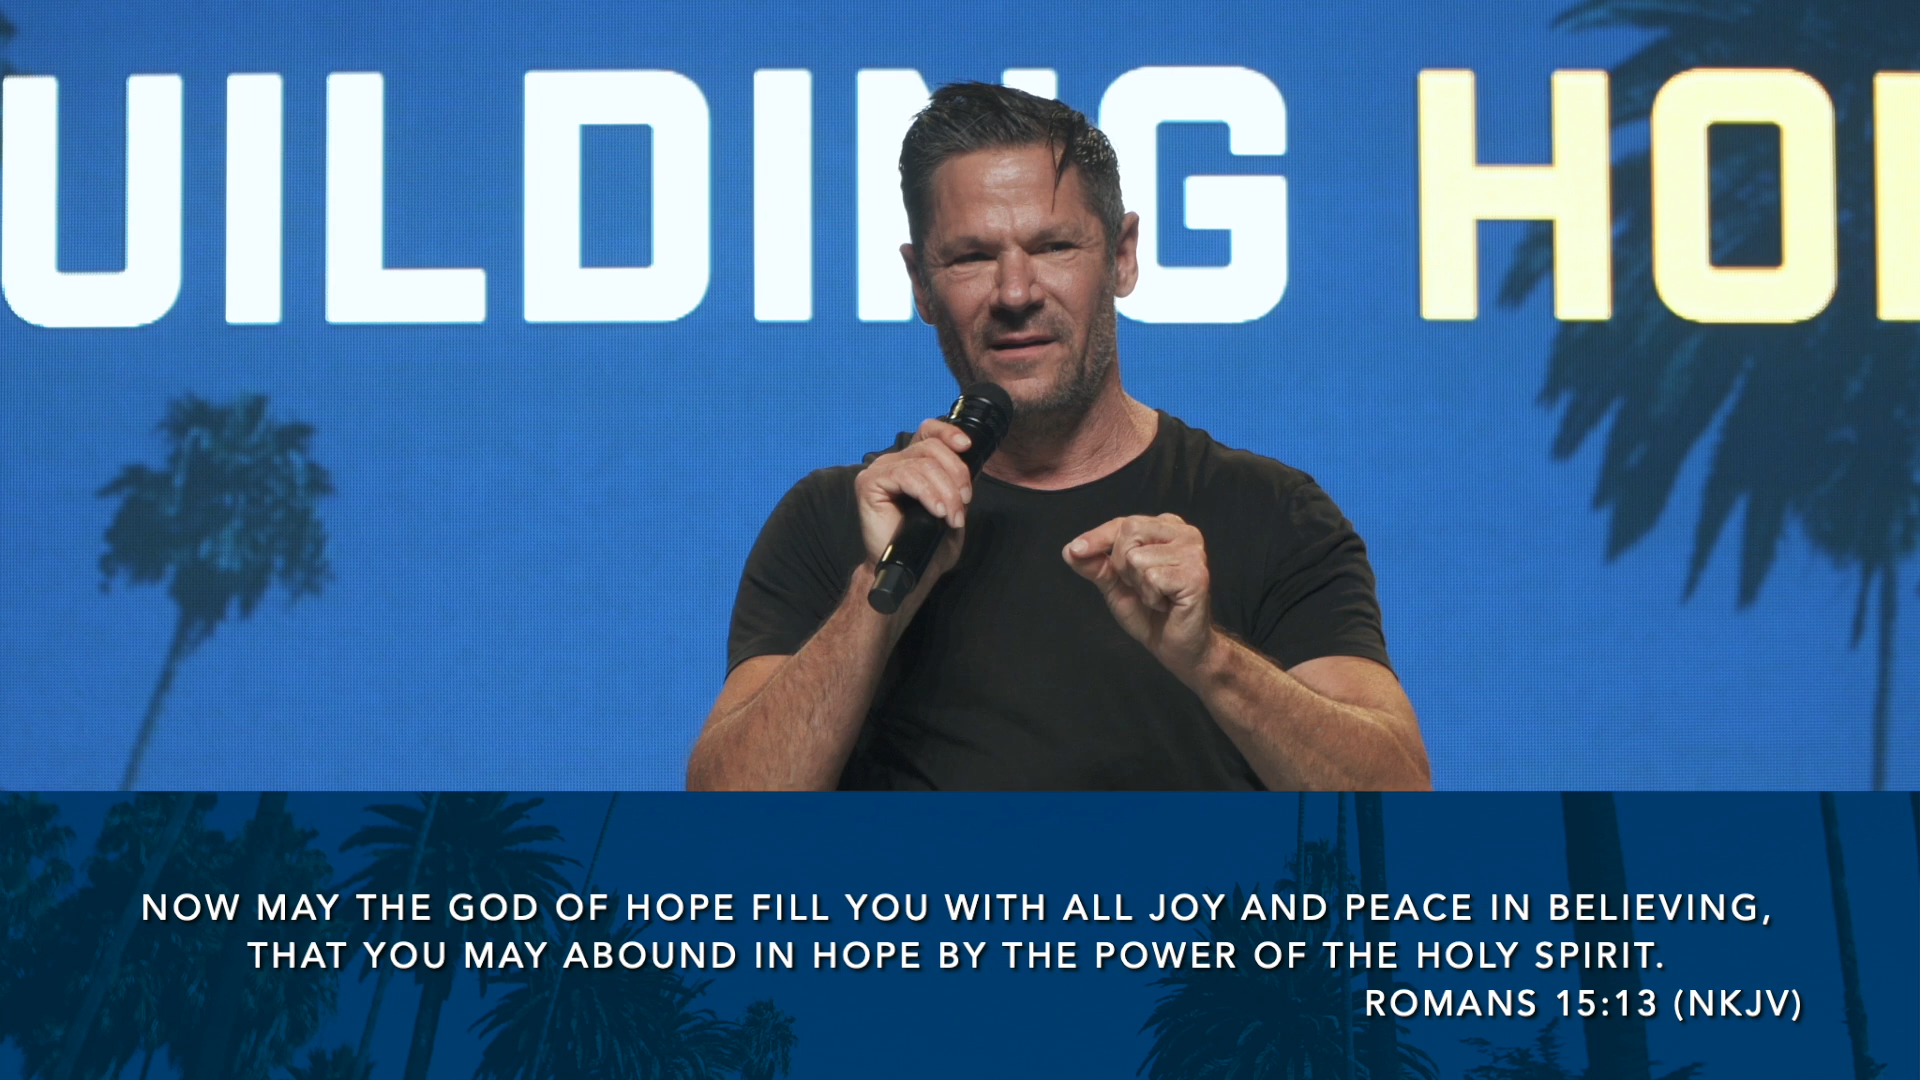 UILDING HO
NOW MAY THE GOD OF HOPE FILL YOU WITH ALL JOY AND PEACE IN BELIEVING,
THAT YOU MAY ABOUND IN HOPE BY THE POWER OF THE HOLY SPIRIT.
ROMANS 15:13 (NKJV)